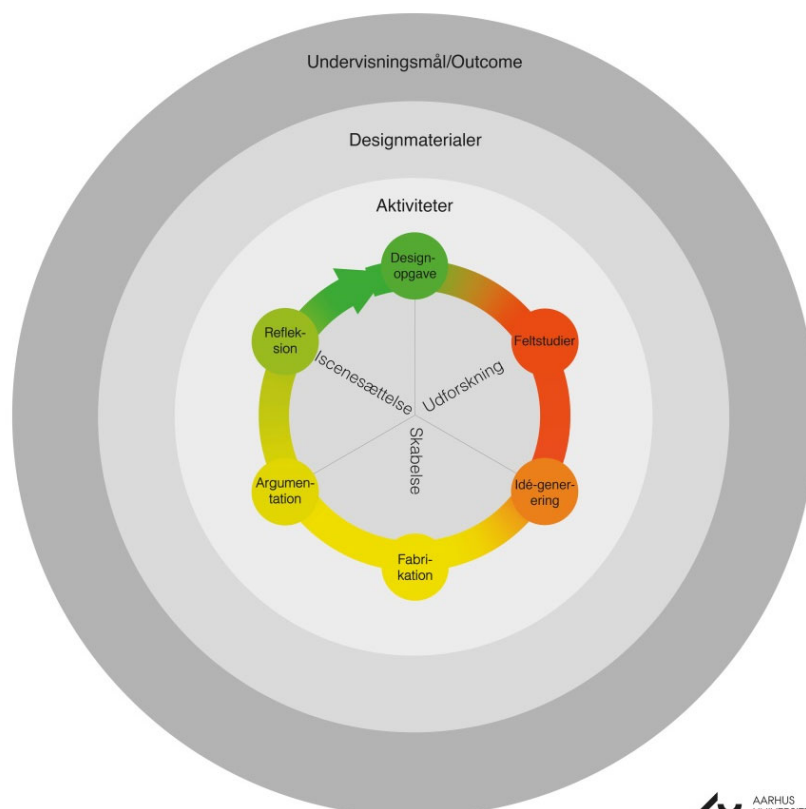 Undervisningsmål/Outcome
Designmaterialer
Aktiviteter
Design-
opgave
Reflek-
sion
Feltstudier
Iscenesættelse
Udforskning
Skabelse
Argumen-
tation
Idé-gener-
ering
Fabri-
kation
AARHUS